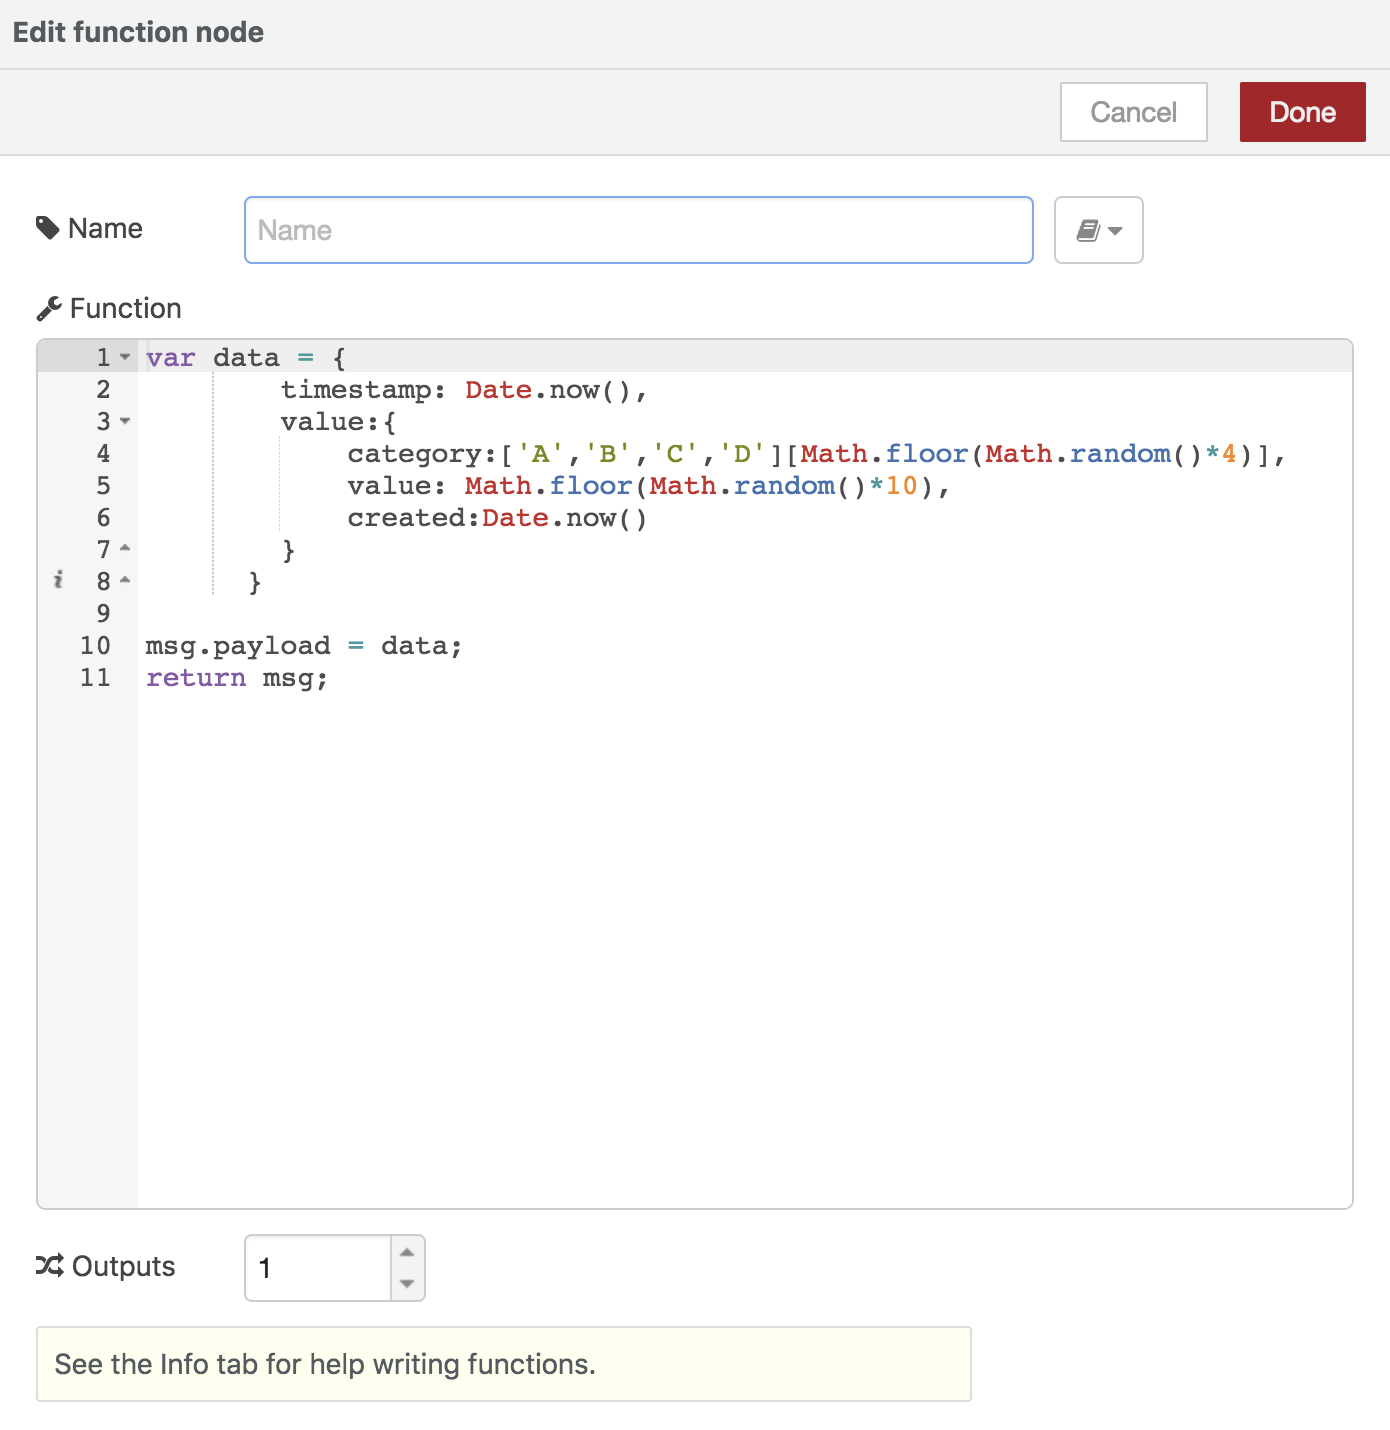 Edit function node
Cancel Done
Name Name
Function
1 var data = {
2 timestamp: Date.now(),
3 value:{
4 category:['A','B','C','D'][Math.floor(Math.random()*4)],
5 value: Math.floor(Math.random()*10),
6 created:Date.now()
7 }
i 8 }
9
10 msg.payload = data;
11 return msg;
Outputs 1
See the Info tab for help writing functions.